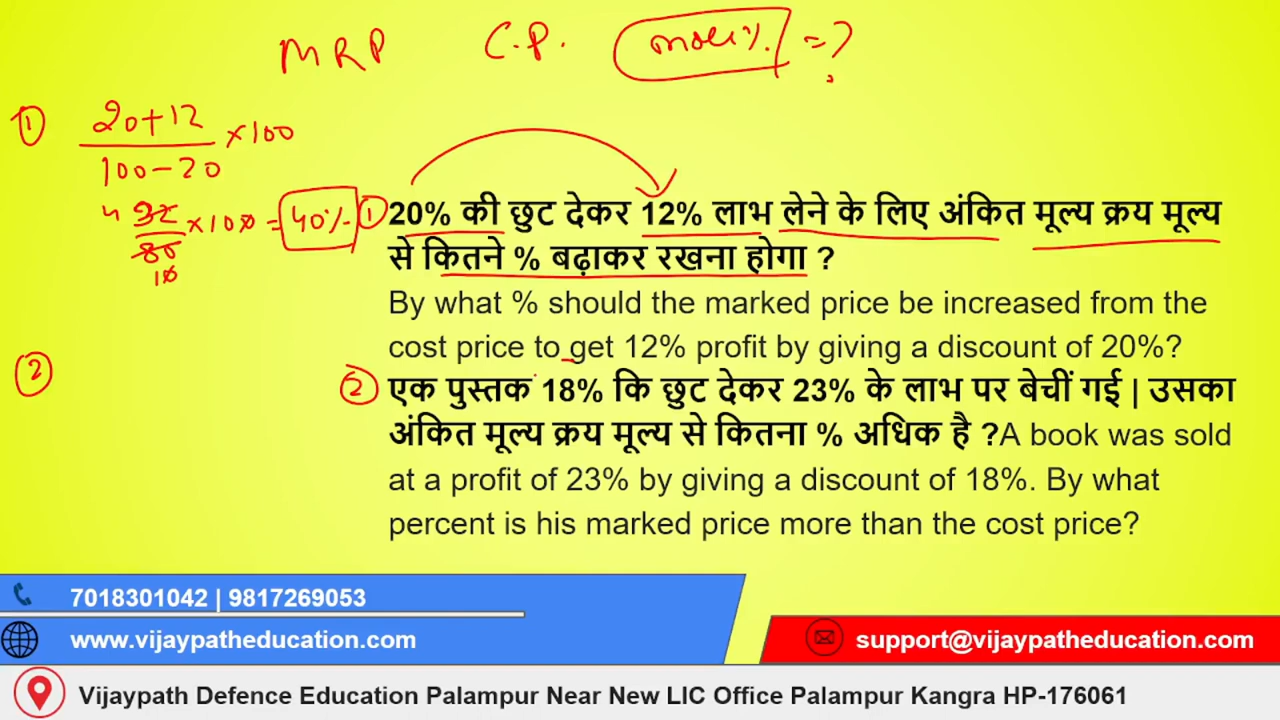 MRP C.P. more% = ?
① 20+12 / 100-20 ×100
32/80 ×100 = 40%
4
10
① 20% की छुट देकर 12% लाभ लेने के लिए अंकित मूल्य क्रय मूल्य
से कितने % बढ़ाकर रखना होगा ?
By what % should the marked price be increased from the
cost price to get 12% profit by giving a discount of 20%?
②
② एक पुस्तक 18% कि छुट देकर 23% के लाभ पर बेचीं गई | उसका
अंकित मूल्य क्रय मूल्य से कितना % अधिक है ?A book was sold
at a profit of 23% by giving a discount of 18%. By what
percent is his marked price more than the cost price?
7018301042 | 9817269053
www.vijaypatheducation.com
support@vijaypatheducation.com
Vijaypath Defence Education Palampur Near New LIC Office Palampur Kangra HP-176061